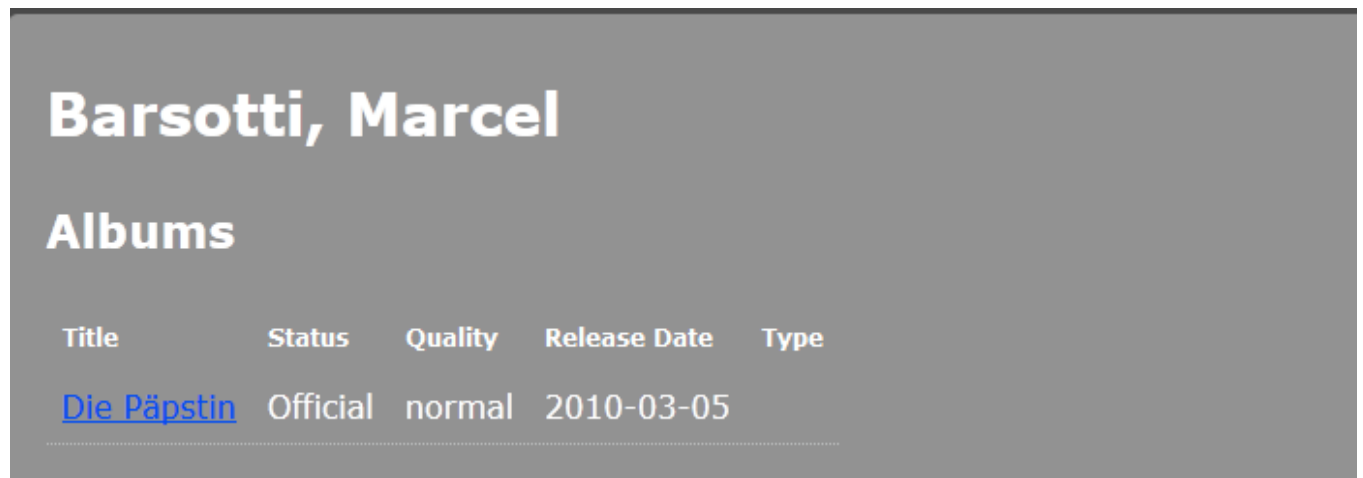 Barsotti, Marcel
Albums
Title Status Quality Release Date Type
Die Päpstin Official normal 2010-03-05